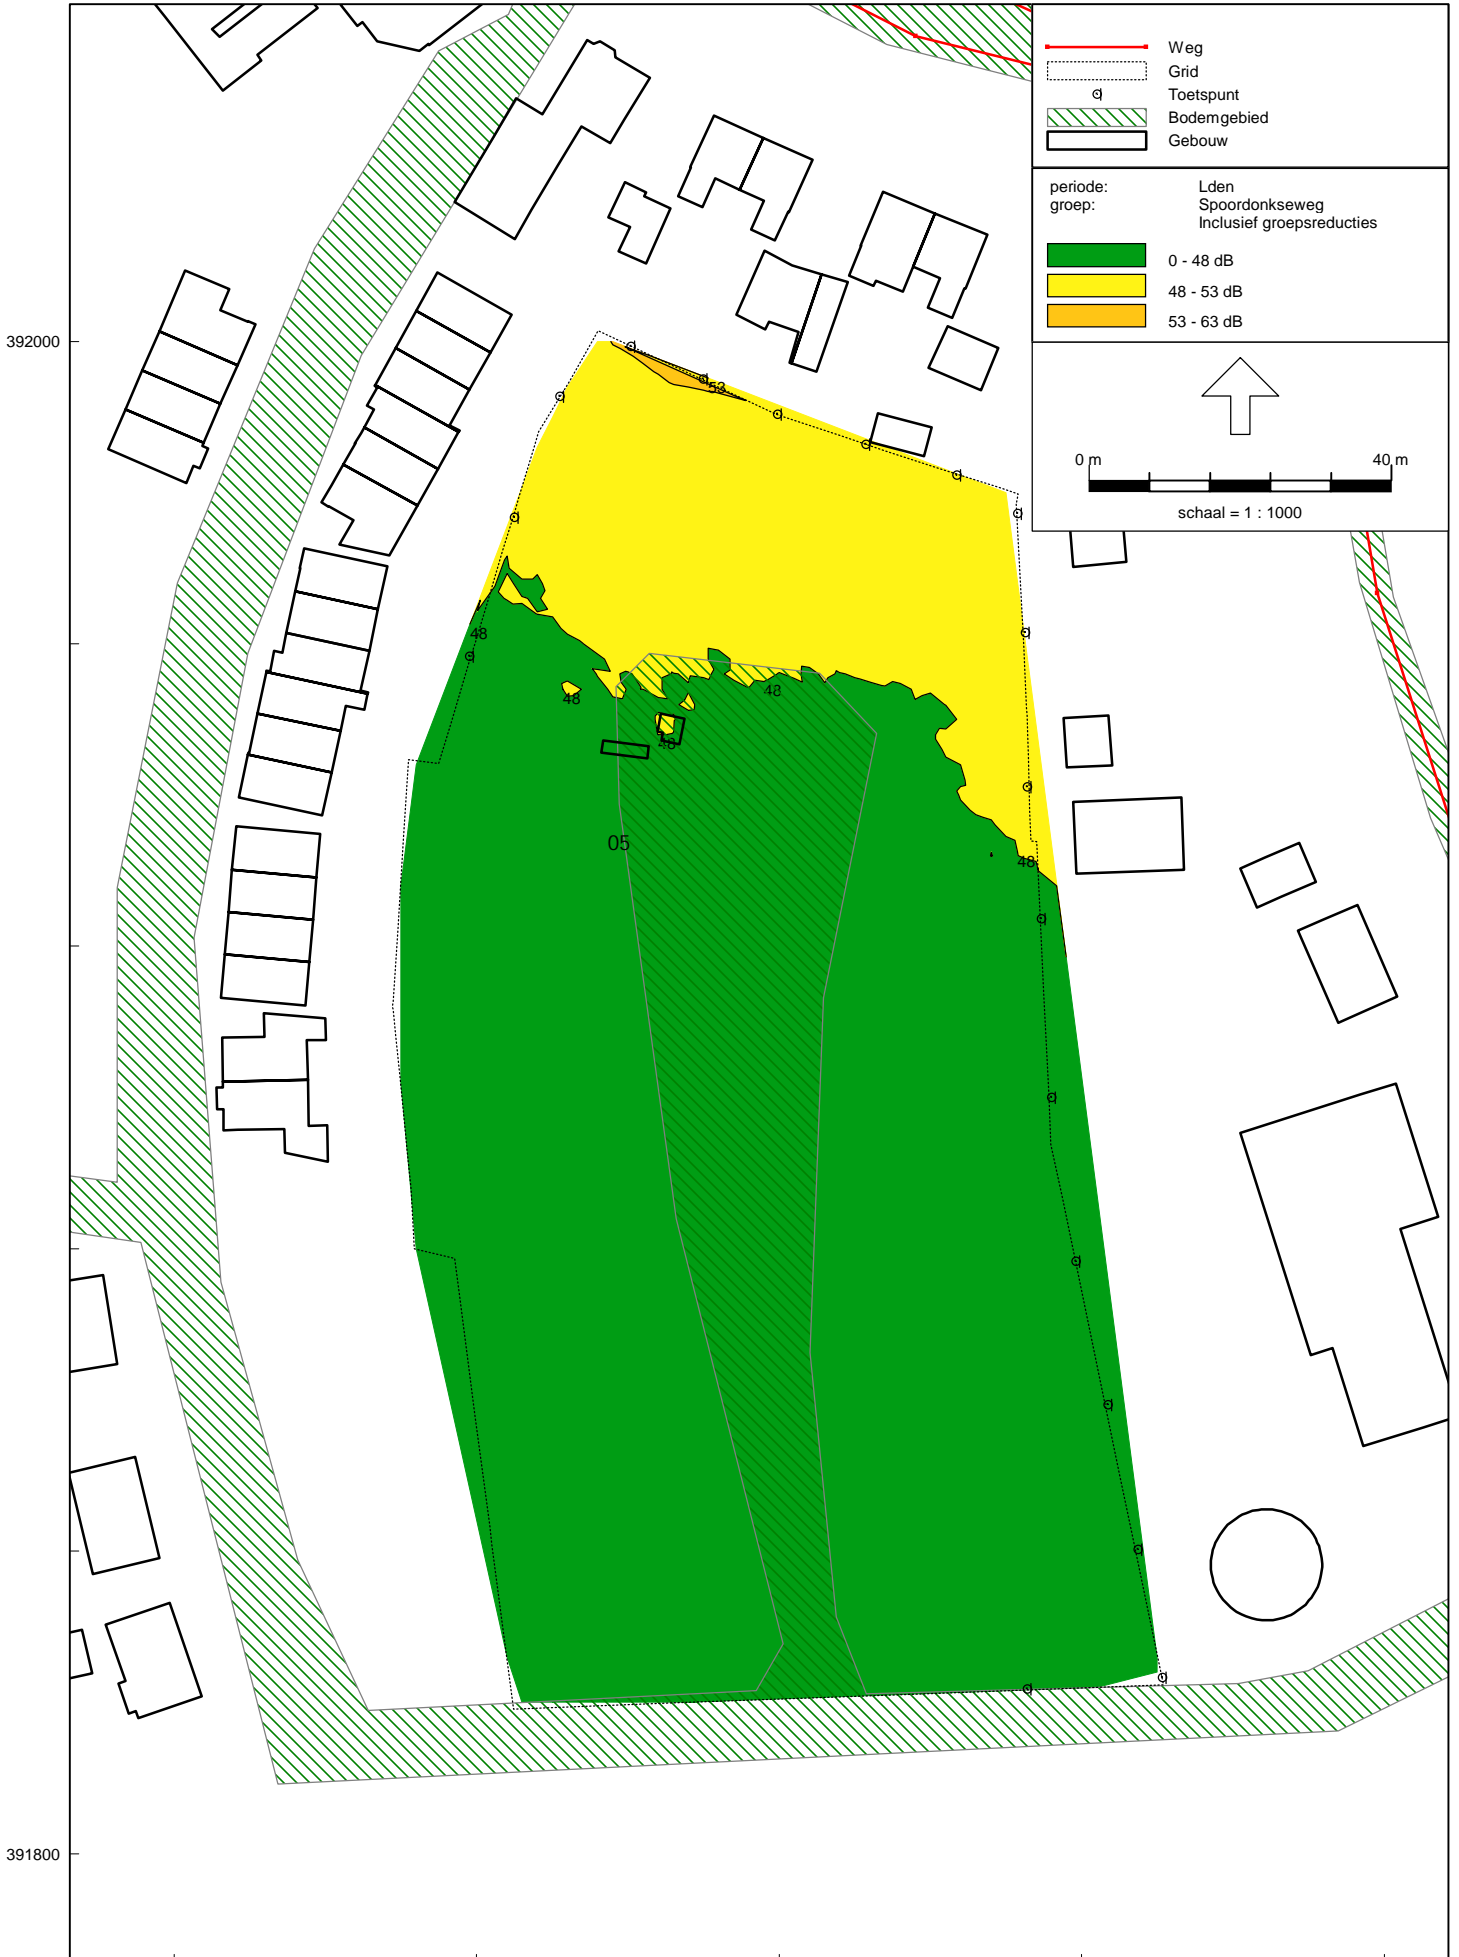 Weg
Grid
Toetspunt
Bodemgebied
Gebouw
periode: Lden
groep: Spoordonkseweg
Inclusief groepsreducties
0 - 48 dB
48 - 53 dB
53 - 63 dB
0 m 40 m
schaal = 1 : 1000
392000
53
48
48
48
48
05
48
391800